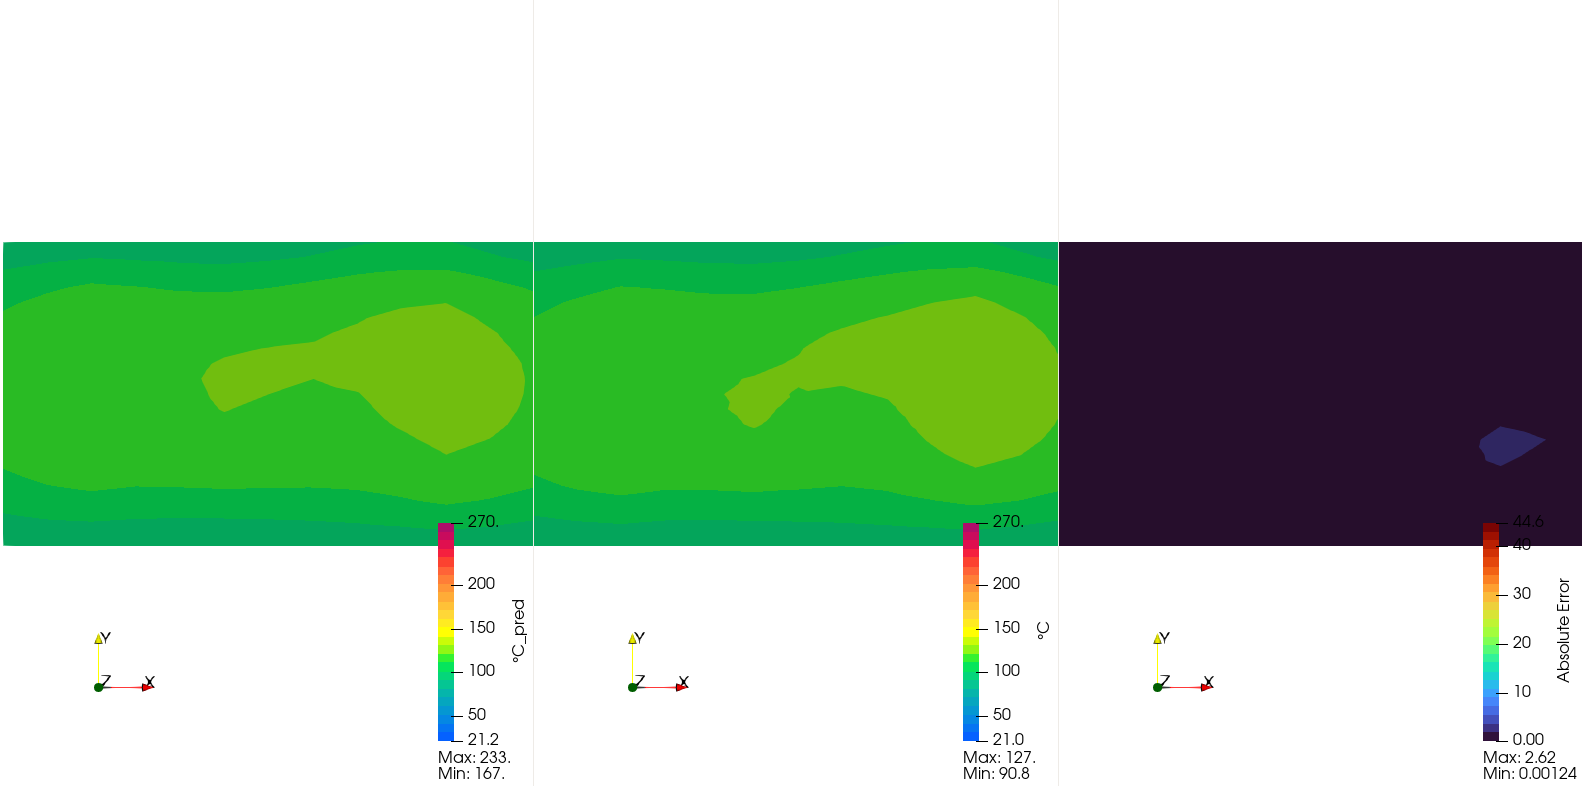 270.
200
150
100
50
21.2
°C_pred
Max: 233.
Min: 167.
Y
Z
X
270.
200
150
100
50
21.0
°C
Max: 127.
Min: 90.8
Y
Z
X
44.6
40
30
20
10
0.00
Absolute Error
Max: 2.62
Min: 0.00124
Y
Z
X